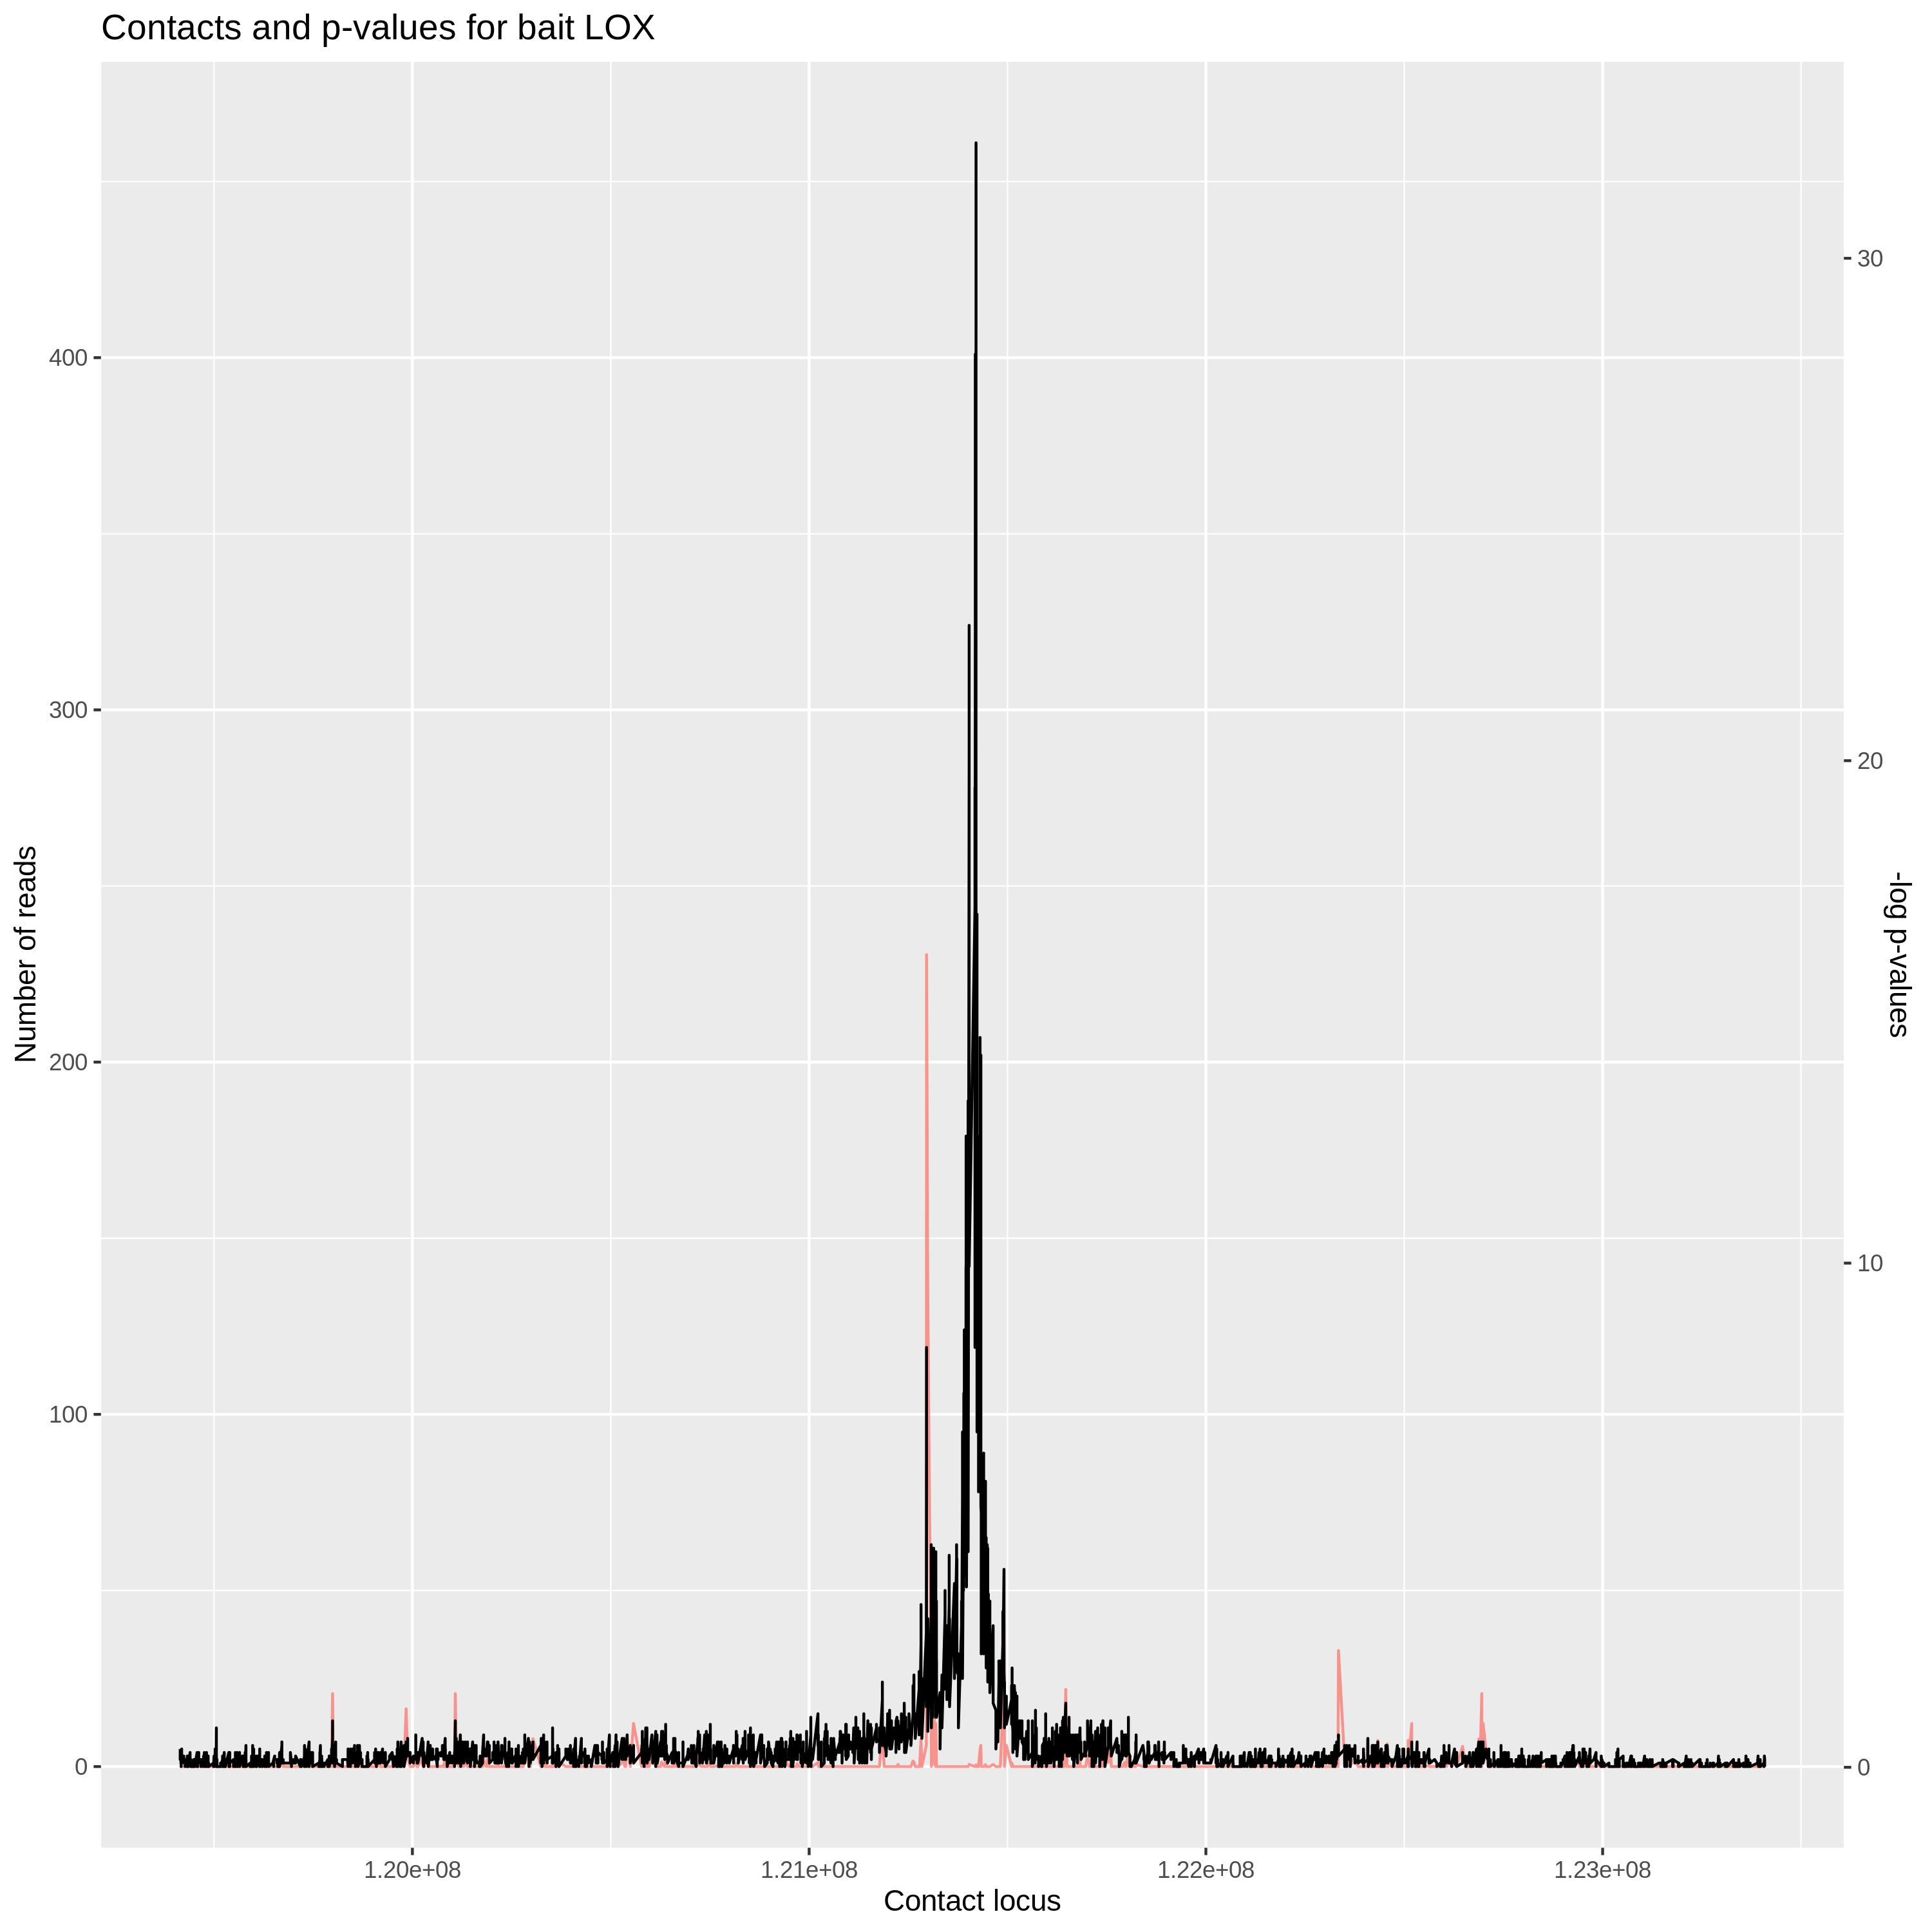 Contacts and p-values for bait LOX
400
300
200
100
0
Number of reads
30
20
10
0
-log p-values
1.20e+08
1.21e+08
1.22e+08
1.23e+08
Contact locus